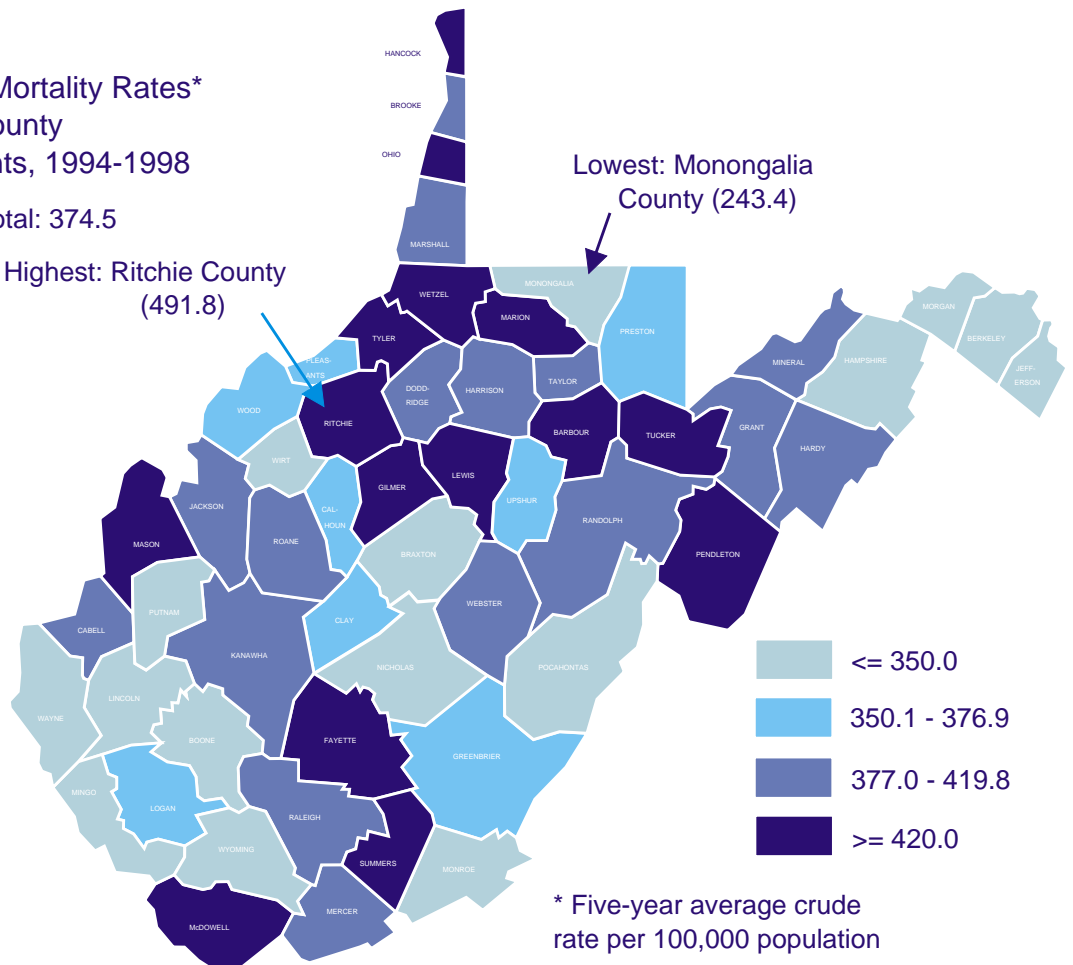 Mortality Rates*
ounty
nts, 1994-1998
otal: 374.5
Highest: Ritchie County
(491.8)
Lowest: Monongalia
County (243.4)
HANCOCK
BROOKE
OHIO
MARSHALL
WETZEL
MONONGALIA
MARION
PRESTON
TYLER
PLEAS-
ANTS
WOOD
RITCHIE
DODD-
RIDGE
HARRISON
TAYLOR
BARBOUR
TUCKER
MINERAL
HAMPSHIRE
MORGAN
BERKELEY
JEFF-
ERSON
GRANT
HARDY
WIRT
JACKSON
ROANE
CAL-
HOUN
GILMER
LEWIS
UPSHUR
RANDOLPH
PENDLETON
MASON
PUTNAM
CABELL
KANAWHA
CLAY
BRAXTON
WEBSTER
NICHOLAS
POCAHONTAS
WAYNE
LINCOLN
BOONE
FAYETTE
GREENBRIER
MINGO
LOGAN
RALEIGH
WYOMING
SUMMERS
MONROE
McDOWELL
MERCER
<= 350.0
350.1 - 376.9
377.0 - 419.8
>= 420.0
* Five-year average crude
rate per 100,000 population